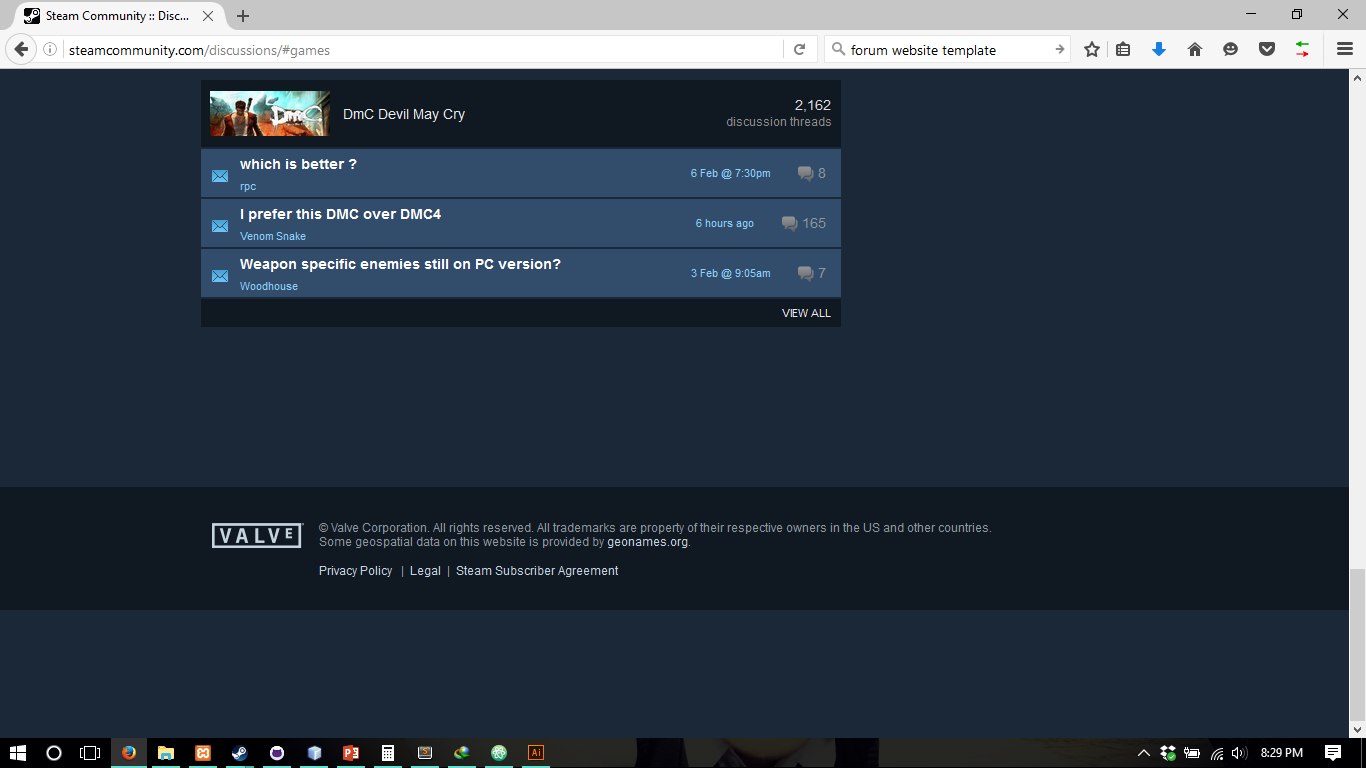 Steam Community :: Disc...
steamcommunity.com/discussions/#games
forum website template
DmC
DmC Devil May Cry
2,162
discussion threads
which is better ?
rpc
6 Feb @ 7:30pm
8
I prefer this DMC over DMC4
Venom Snake
6 hours ago
165
Weapon specific enemies still on PC version?
Woodhouse
3 Feb @ 9:05am
7
VIEW ALL
VALVE
© Valve Corporation. All rights reserved. All trademarks are property of their respective owners in the US and other countries.
Some geospatial data on this website is provided by geonames.org.
Privacy Policy | Legal | Steam Subscriber Agreement
Ai
8:29 PM